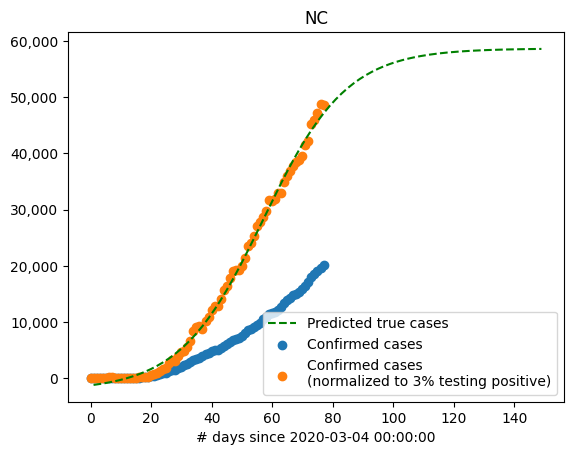 NC
60,000
50,000
40,000
30,000
20,000
10,000
0
Predicted true cases
Confirmed cases
Confirmed cases
(normalized to 3% testing positive)
0 20 40 60 80 100 120 140
# days since 2020-03-04 00:00:00